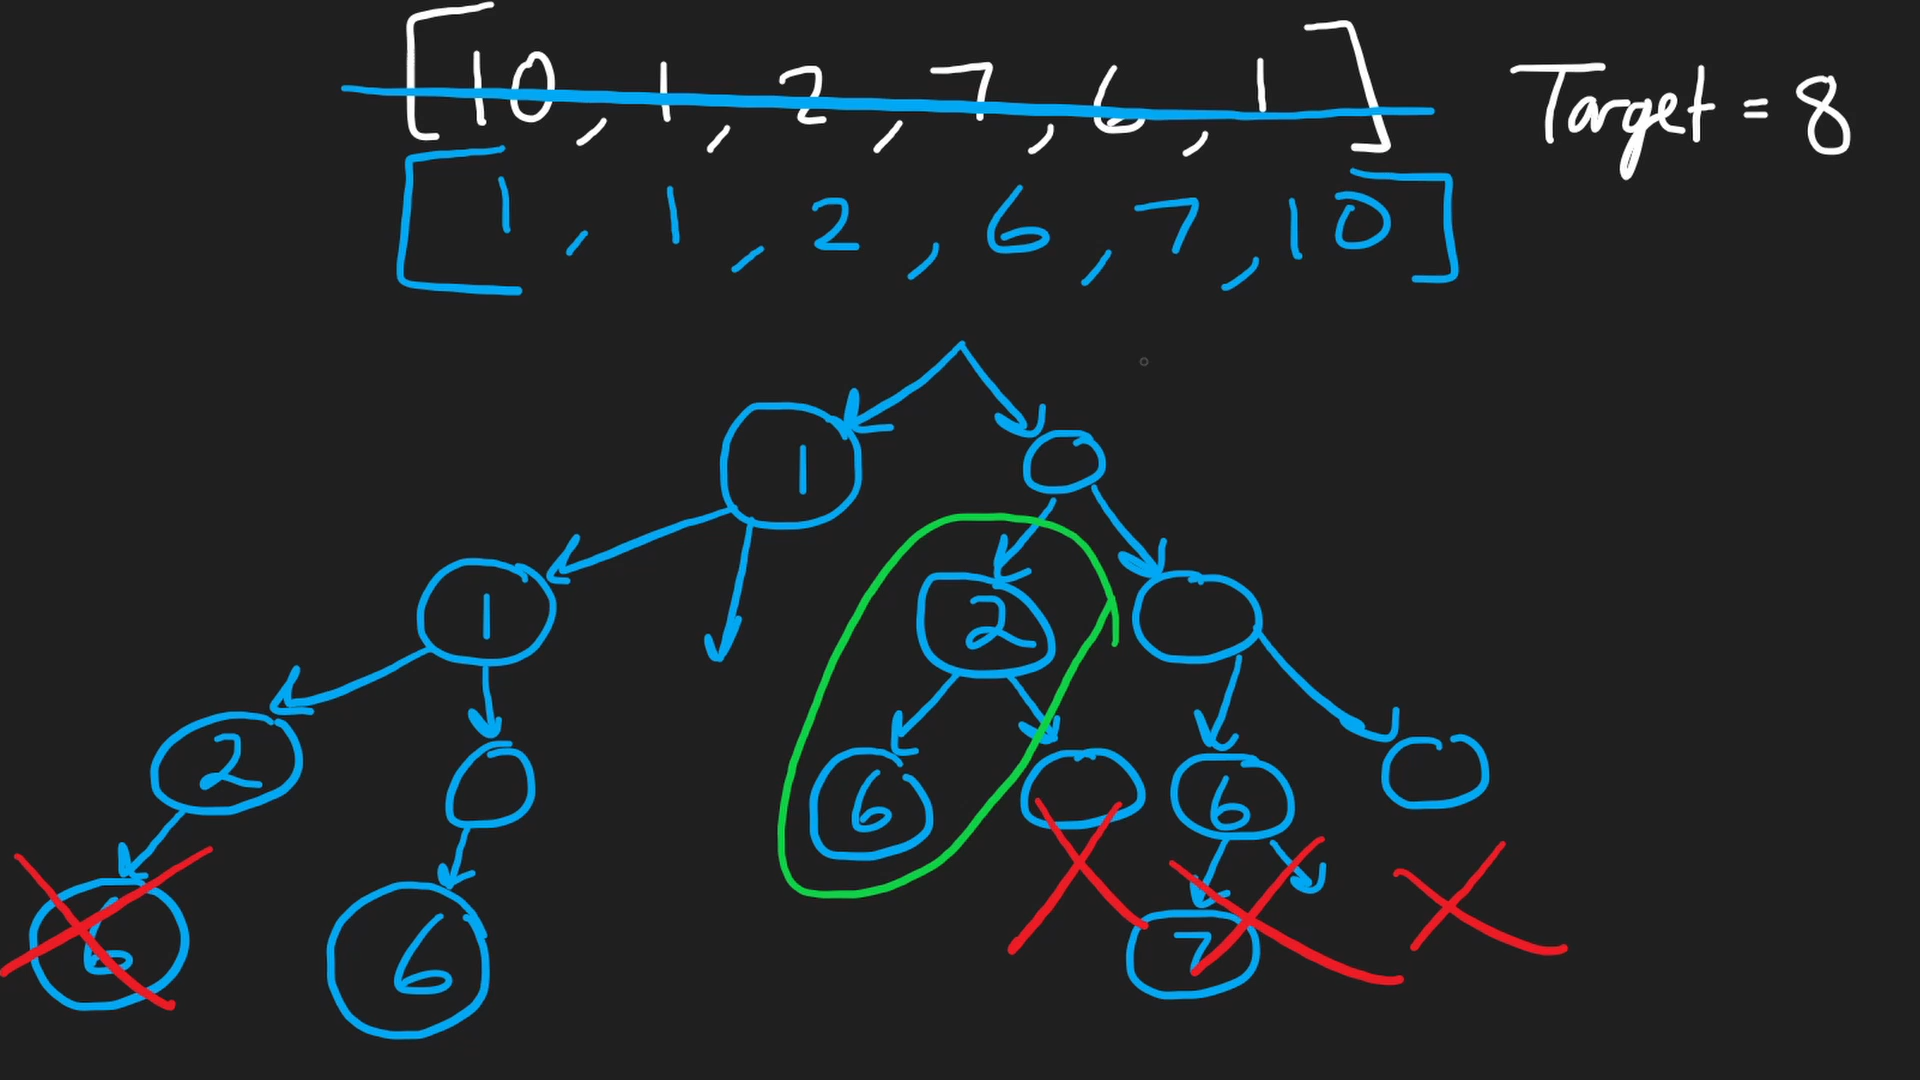 [10, 1, 2, 7, 6, 1] Target = 8
[1, 1, 2, 6, 7, 10]
1
1 2
2 6 6
6 6 7